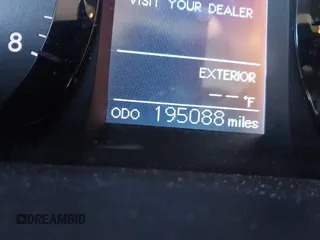 VISIT YOUR DEALER
8
EXTERIOR
-- °F
ODO 195088 miles
DREAMBID